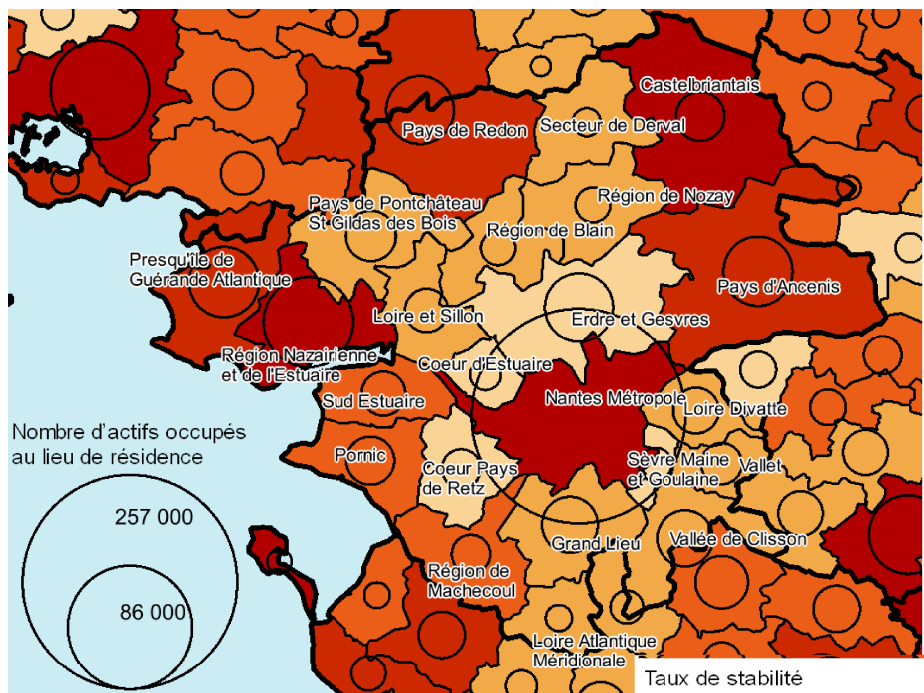 Castelbriantais
Pays de Redon
Secteur de Derval
Pays de Pontchâteau
St Gildas des Bois
Région de Nozay
Région de Blain
Presqu'île de
Guérande Atlantique
Pays d'Ancenis
Loire et Sillon
Erdre et Gesvres
Région Nazairienne
et de l'Estuaire
Coeur d'Estuaire
Sud Estuaire
Nantes Métropole
Loire Divatte
Nombre d'actifs occupés
au lieu de résidence
Pornic
Coeur Pays
de Retz
Sèvre Maine
et Goulaine
Vallet
257 000
Grand Lieu
Vallée de Clisson
Région de
Machecoul
86 000
Loire Atlantique
Méridionale
Taux de stabilité